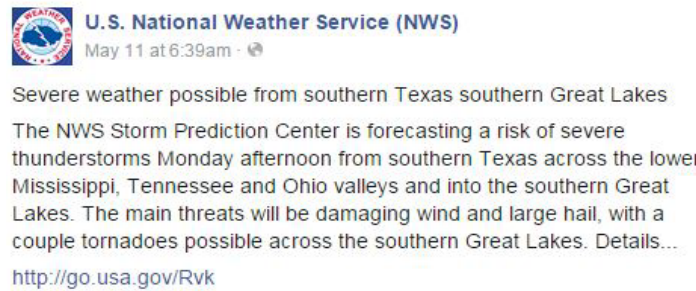 U.S. National Weather Service (NWS)
May 11 at 6:39am ·
Severe weather possible from southern Texas southern Great Lakes
The NWS Storm Prediction Center is forecasting a risk of severe
thunderstorms Monday afternoon from southern Texas across the lower
Mississippi, Tennessee and Ohio valleys and into the southern Great
Lakes. The main threats will be damaging wind and large hail, with a
couple tornadoes possible across the southern Great Lakes. Details...
http://go.usa.gov/Rvk
NATIONAL WEATHER SERVICE